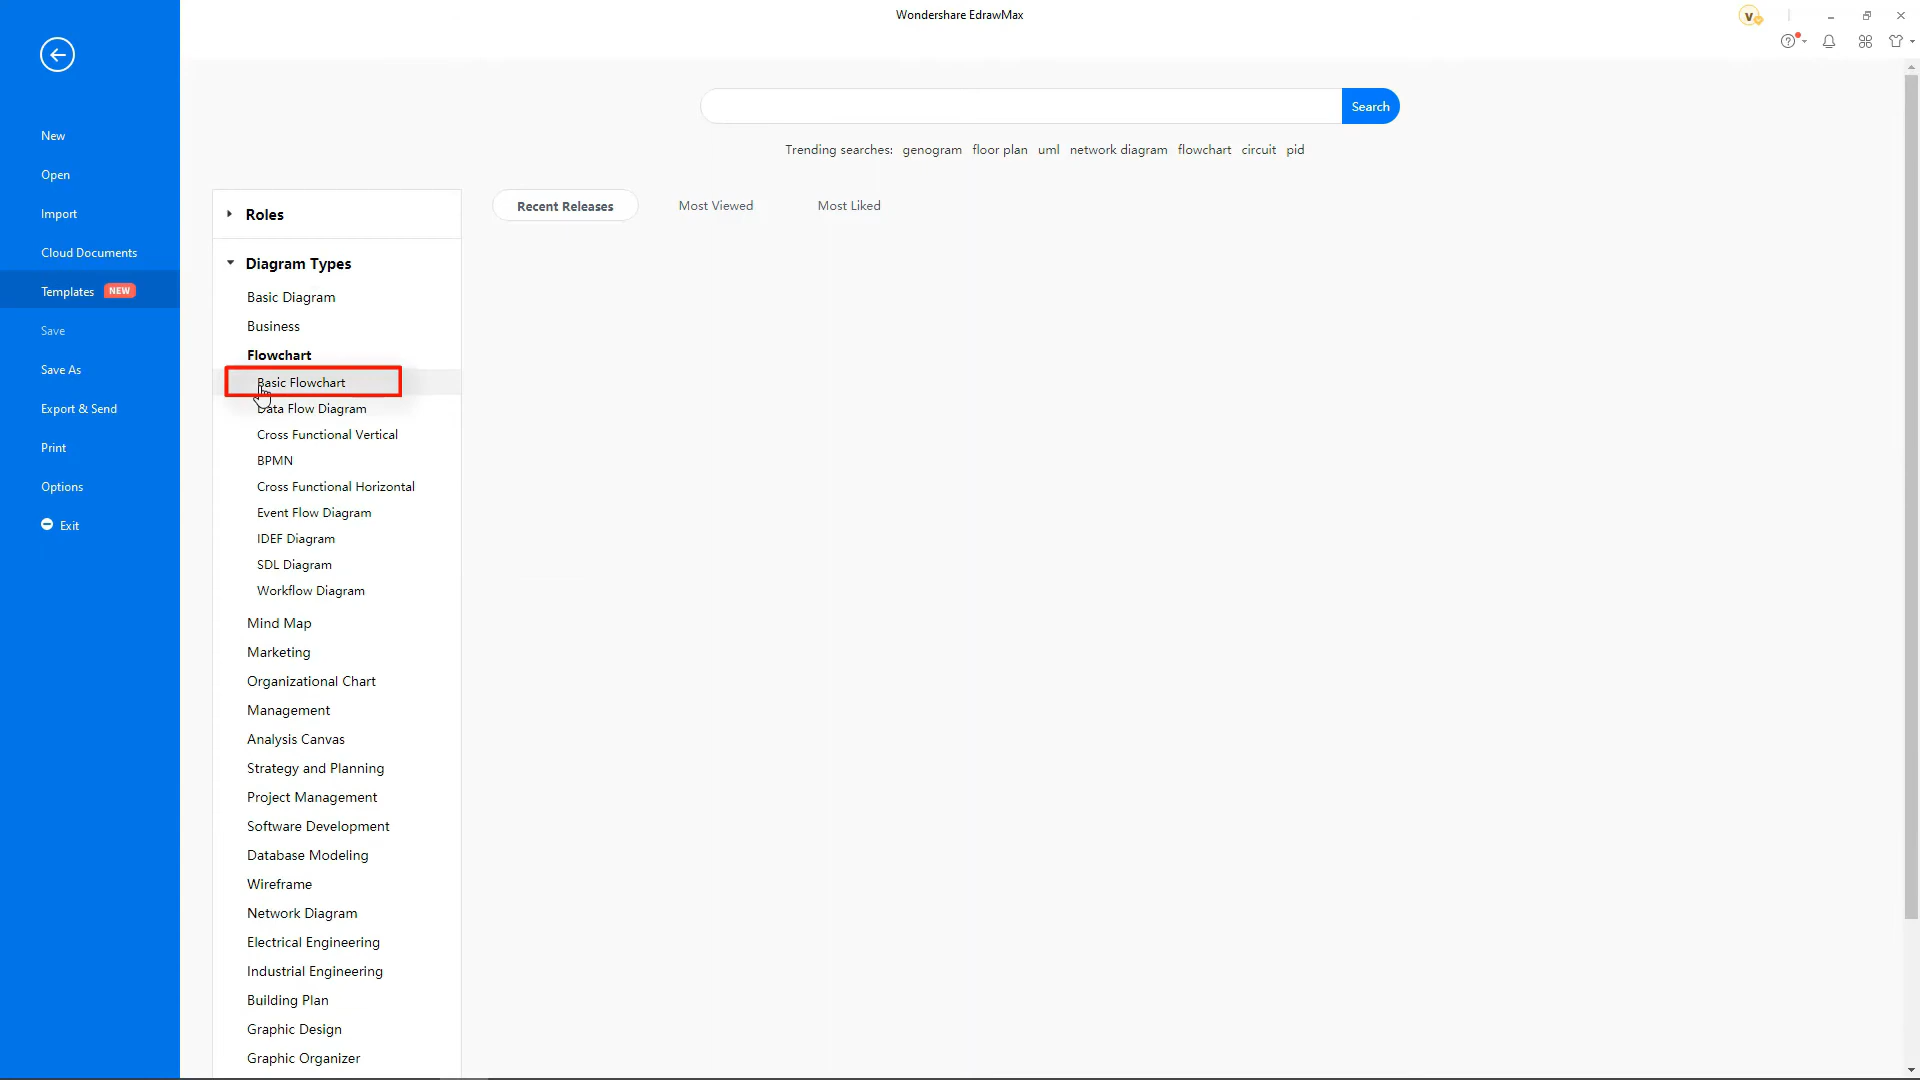 Wondershare EdrawMax
V
New
Open
Import
Cloud Documents
Templates NEW
Save
Save As
Export & Send
Print
Options
Exit
Search
Trending searches: genogram floor plan uml network diagram flowchart circuit pid
Roles
Diagram Types
Basic Diagram
Business
Flowchart
Basic Flowchart
Data Flow Diagram
Cross Functional Vertical
BPMN
Cross Functional Horizontal
Event Flow Diagram
IDEF Diagram
SDL Diagram
Workflow Diagram
Mind Map
Marketing
Organizational Chart
Management
Analysis Canvas
Strategy and Planning
Project Management
Software Development
Database Modeling
Wireframe
Network Diagram
Electrical Engineering
Industrial Engineering
Building Plan
Graphic Design
Graphic Organizer
Recent Releases Most Viewed Most Liked